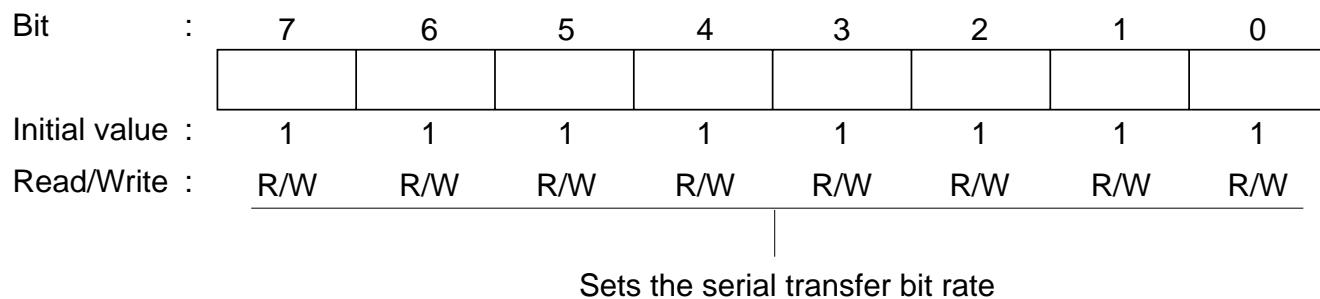 Bit : 7 6 5 4 3 2 1 0
Initial value : 1 1 1 1 1 1 1 1
Read/Write : R/W R/W R/W R/W R/W R/W R/W R/W
Sets the serial transfer bit rate